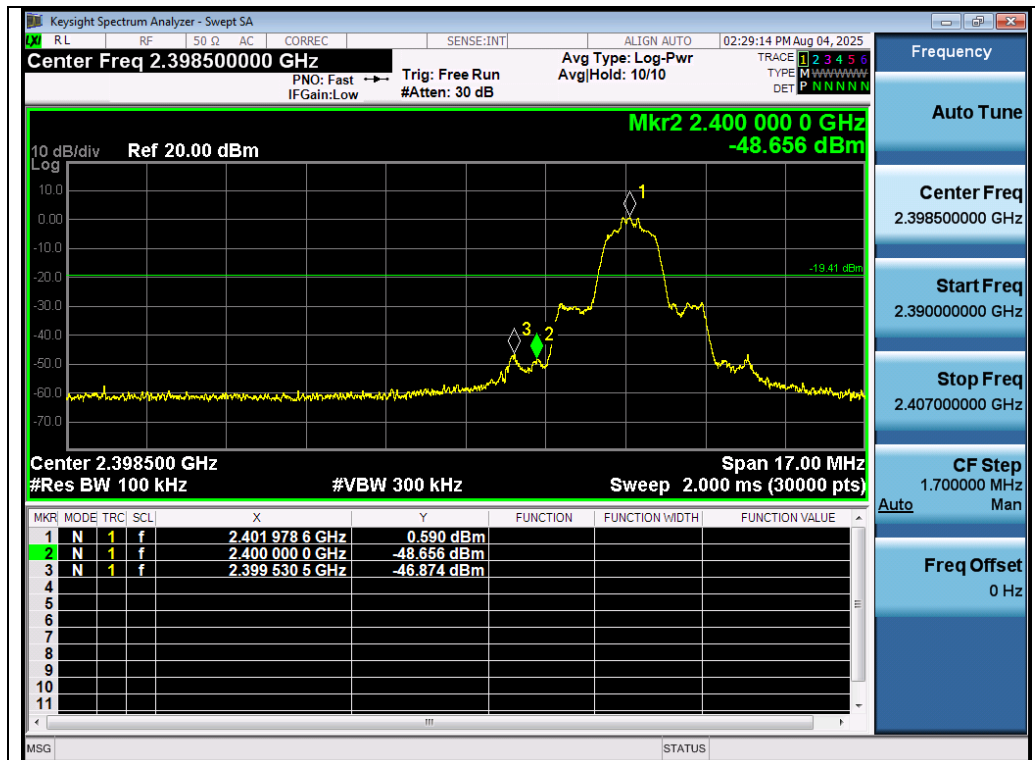 Keysight Spectrum Analyzer - Swept SA
LXI RL RF 50 Ω AC CORREC SENSE:INT ALIGN AUTO 02:29:14 PM Aug 04, 2025
Center Freq 2.398500000 GHz Avg Type: Log-Pwr TRACE 1 2 3 4 5 6
PNO: Fast Trig: Free Run Avg|Hold: 10/10 TYPE M WWWWW
IFGain:Low #Atten: 30 dB DET P N N N N N
Mkr2 2.400 000 0 GHz
-48.656 dBm
10 dB/div Ref 20.00 dBm
Log
10.0
0.00
-10.0
-20.0
-30.0
-40.0
-50.0
-60.0
-70.0
1
-19.41 dBm
3 2
Center 2.398500 GHz Span 17.00 MHz
#Res BW 100 kHz #VBW 300 kHz Sweep 2.000 ms (30000 pts)
MKR MODE TRC SCL X Y FUNCTION FUNCTION WIDTH FUNCTION VALUE
1 N 1 f 2.401 978 6 GHz 0.590 dBm
2 N 1 f 2.400 000 0 GHz -48.656 dBm
3 N 1 f 2.399 530 5 GHz -46.874 dBm
4
5
6
7
8
9
10
11
MSG STATUS
Frequency
Auto Tune
Center Freq
2.398500000 GHz
Start Freq
2.390000000 GHz
Stop Freq
2.407000000 GHz
CF Step
1.700000 MHz
Auto Man
Freq Offset
0 Hz